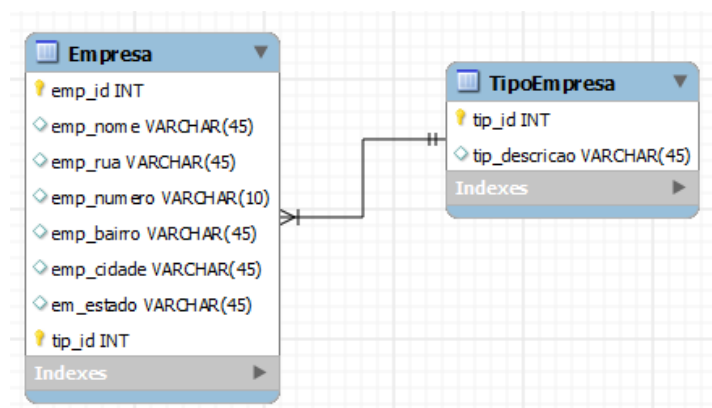 Empresa
emp_id INT
emp_nome VARCHAR(45)
emp_rua VARCHAR(45)
emp_numero VARCHAR(10)
emp_bairro VARCHAR(45)
emp_cidade VARCHAR(45)
em_estado VARCHAR(45)
tip_id INT
Indexes
TipoEmpresa
tip_id INT
tip_descricao VARCHAR(45)
Indexes